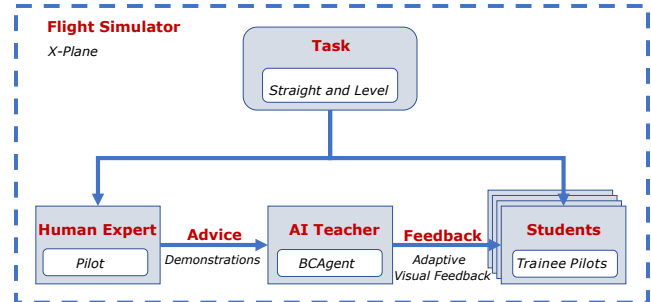 Flight Simulator
X-Plane
Task
Straight and Level
Human Expert
Pilot
Advice
Demonstrations
AI Teacher
BCAgent
Feedback
Adaptive
Visual Feedback
Students
Trainee Pilots